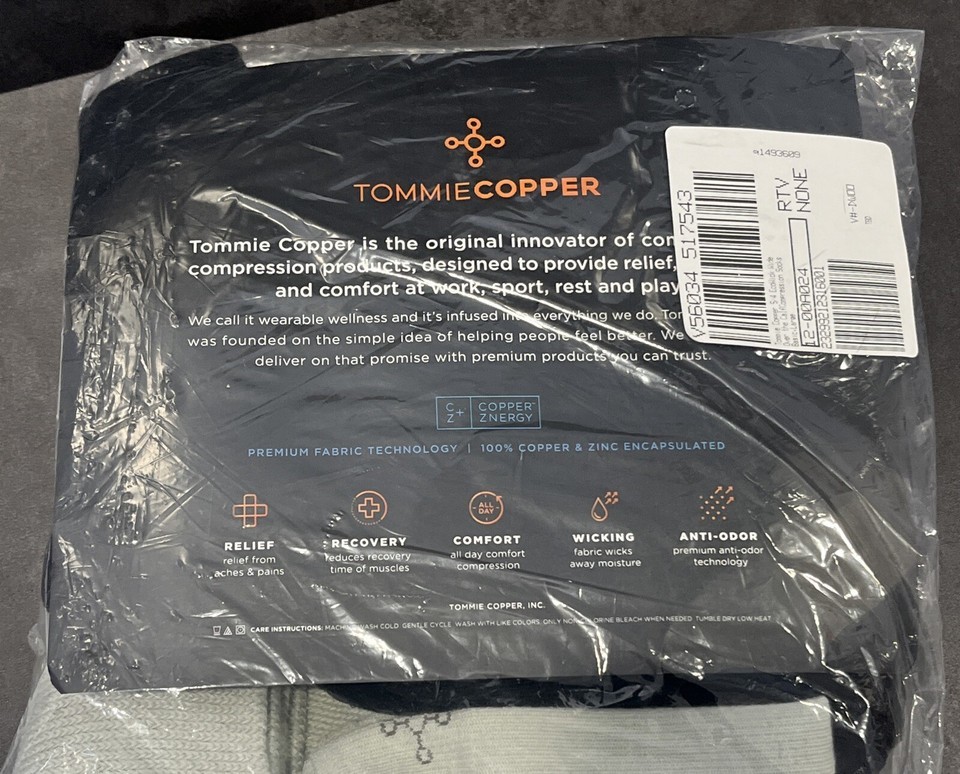 TOMMIECOPPER
Tommie Copper is the original innovator of
compression products, designed to provide relief,
and comfort at work, sport, rest and play
We call it wearable wellness and it's infused into everything we do.
was founded on the simple idea of helping people feel better. We
deliver on that promise with premium products you can trust.
C
Z+
COPPER
ZNERGY
PREMIUM FABRIC TECHNOLOGY | 100% COPPER & ZINC ENCAPSULATED
RELIEF
relief from
aches & pains
RECOVERY
reduces recovery
time of muscles
ALL
DAY
COMFORT
all day comfort
compression
WICKING
fabric wicks
away moisture
ANTI-ODOR
premium anti-odor
technology
TOMMIE COPPER, INC.
CARE INSTRUCTIONS: MACHINE WASH COLD GENTLE CYCLE WASH WITH LIKE COLORS. ONLY NON-CHLORINE BLEACH WHEN NEEDED TUMBLE DRY LOW HEAT
V56034 5175543
RTV
NONE